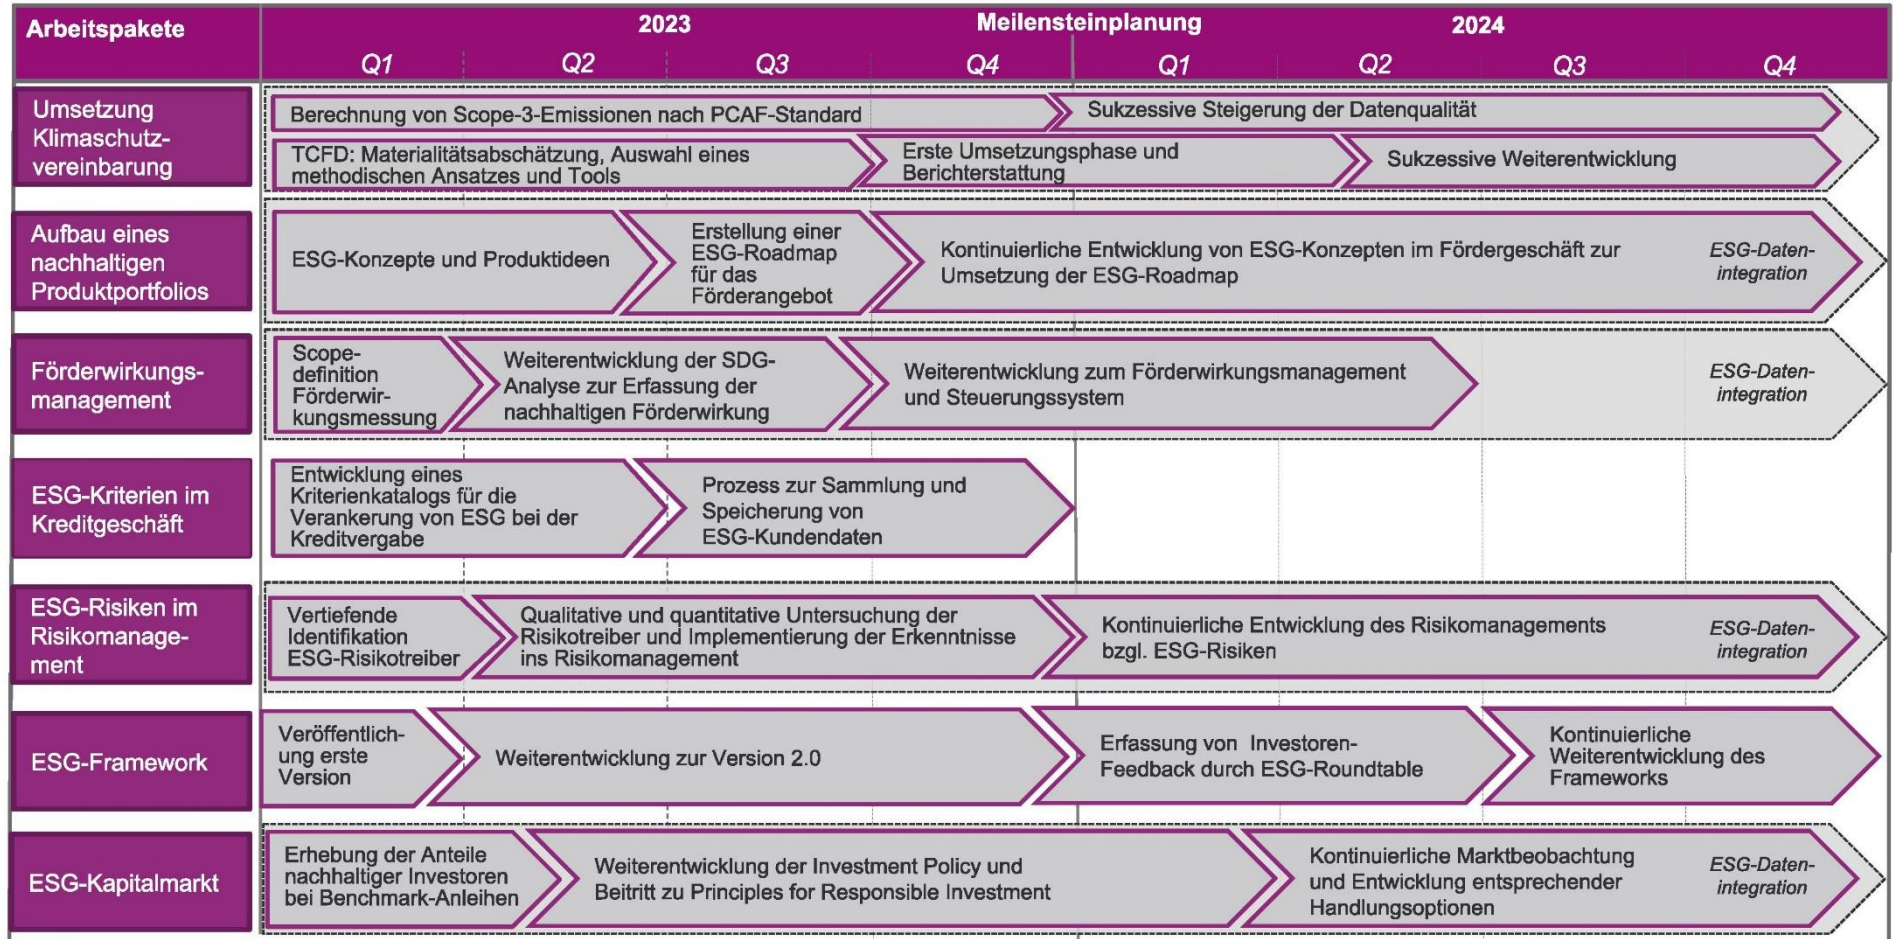 Arbeitspakete
2023
Meilensteinplanung
2024
Q1
Q2
Q3
Q4
Q1
Q2
Q3
Q4
Umsetzung
Klimaschutz-
vereinbarung
Berechnung von Scope-3-Emissionen nach PCAF-Standard
Sukzessive Steigerung der Datenqualität
TCFD: Materialitätsabschätzung, Auswahl eines
methodischen Ansatzes und Tools
Erste Umsetzungsphase und
Berichterstattung
Sukzessive Weiterentwicklung
Aufbau eines
nachhaltigen
Produktportfolios
ESG-Konzepte und Produktideen
Erstellung einer
ESG-Roadmap
für das
Förderangebot
Kontinuierliche Entwicklung von ESG-Konzepten im Fördergeschäft zur
Umsetzung der ESG-Roadmap
ESG-Daten-
integration
Förderwirkungs-
management
Scope-
definition
Förderwir-
kungsmessung
Weiterentwicklung der SDG-
Analyse zur Erfassung der
nachhaltigen Förderwirkung
Weiterentwicklung zum Förderwirkungsmanagement
und Steuerungssystem
ESG-Daten-
integration
ESG-Kriterien im
Kreditgeschäft
Entwicklung eines
Kriterienkatalogs für die
Verankerung von ESG bei der
Kreditvergabe
Prozess zur Sammlung und
Speicherung von
ESG-Kundendaten
ESG-Risiken im
Risikomanage-
ment
Vertiefende
Identifikation
ESG-Risikotreiber
Qualitative und quantitative Untersuchung der
Risikotreiber und Implementierung der Erkenntnisse
ins Risikomanagement
Kontinuierliche Entwicklung des Risikomanagements
bzgl. ESG-Risiken
ESG-Daten-
integration
ESG-Framework
Veröffentlich-
ung erste
Version
Weiterentwicklung zur Version 2.0
Erfassung von Investoren-
Feedback durch ESG-Roundtable
Kontinuierliche
Weiterentwicklung des
Frameworks
ESG-Kapitalmarkt
Erhebung der Anteile
nachhaltiger Investoren
bei Benchmark-Anleihen
Weiterentwicklung der Investment Policy und
Beitritt zu Principles for Responsible Investment
Kontinuierliche Marktbeobachtung
und Entwicklung entsprechender
Handlungsoptionen
ESG-Daten-
integration